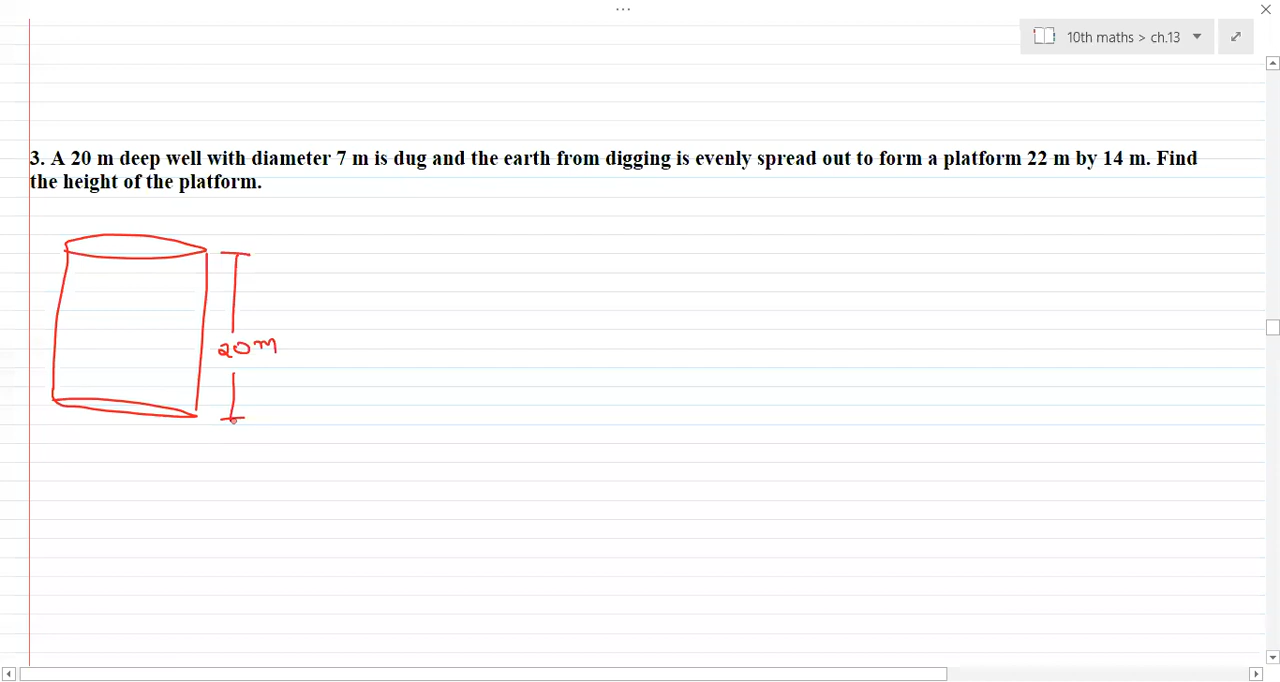 10th maths > ch.13
3. A 20 m deep well with diameter 7 m is dug and the earth from digging is evenly spread out to form a platform 22 m by 14 m. Find
the height of the platform.
20 m